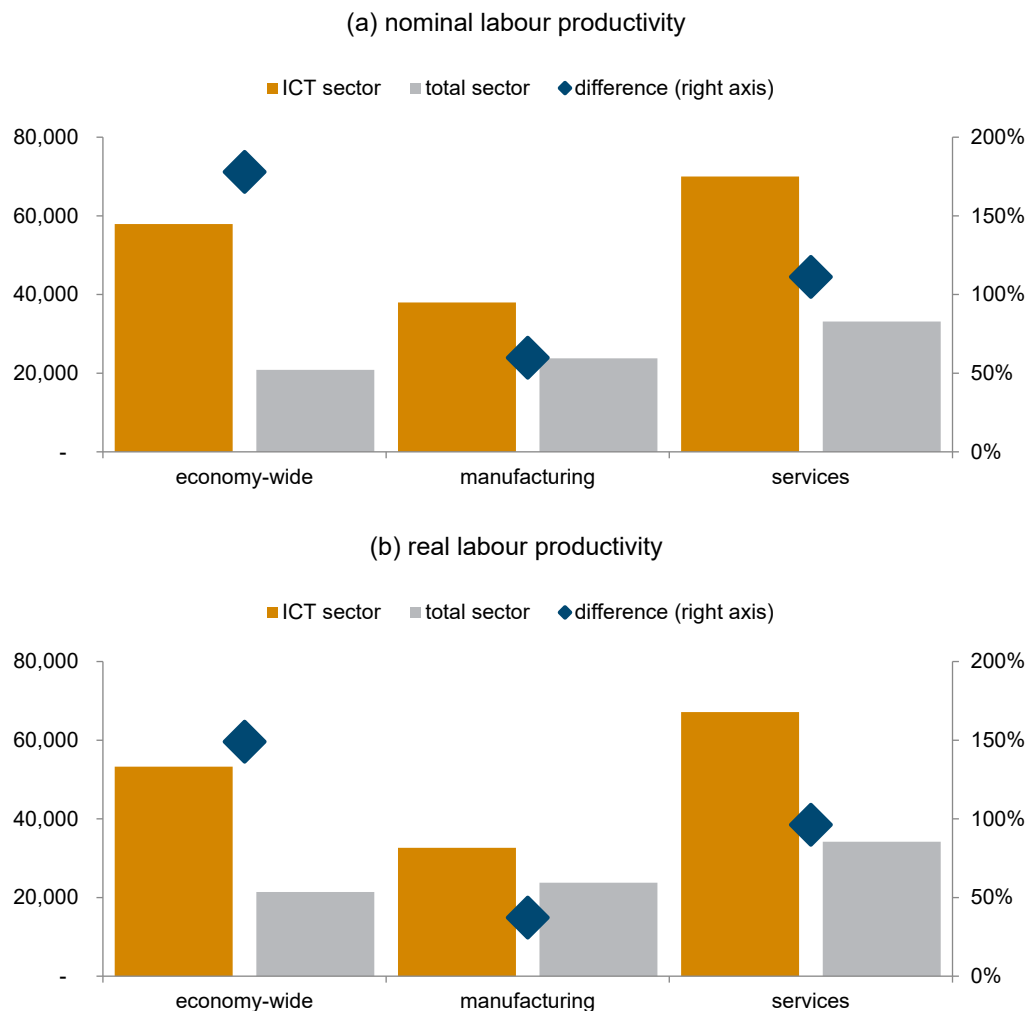 (a) nominal labour productivity
ICT sector total sector difference (right axis)
80,000 200%
60,000 150%
40,000 100%
20,000 50%
- 0%
economy-wide manufacturing services
(b) real labour productivity
ICT sector total sector difference (right axis)
80,000 200%
60,000 150%
40,000 100%
20,000 50%
- 0%
economy-wide manufacturing services